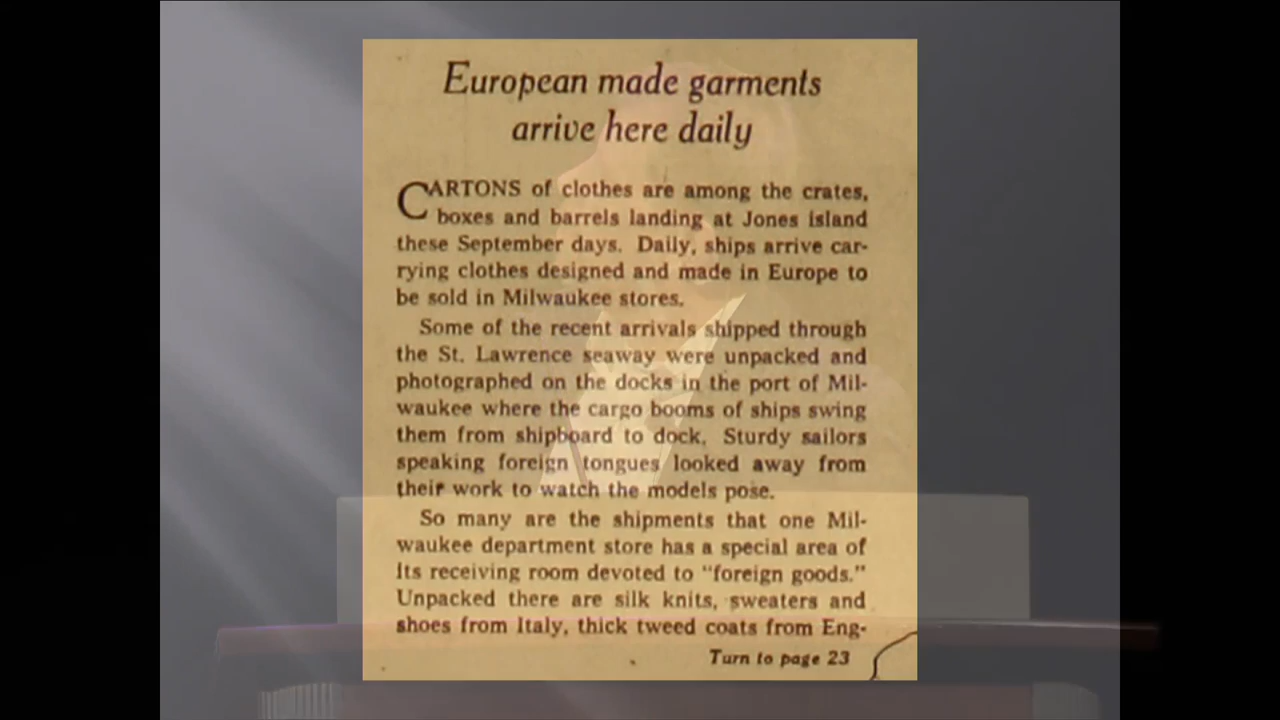 European made garments
arrive here daily
CARTONS of clothes are among the crates,
boxes and barrels landing at Jones island
these September days. Daily, ships arrive car-
rying clothes designed and made in Europe to
be sold in Milwaukee stores.
Some of the recent arrivals shipped through
the St. Lawrence seaway were unpacked and
photographed on the docks in the port of Mil-
waukee where the cargo booms of ships swing
them from shipboard to dock. Sturdy sailors
speaking foreign tongues looked away from
their work to watch the models pose.
So many are the shipments that one Mil-
waukee department store has a special area of
its receiving room devoted to "foreign goods."
Unpacked there are silk knits, sweaters and
shoes from Italy, thick tweed coats from Eng-
Turn to page 23